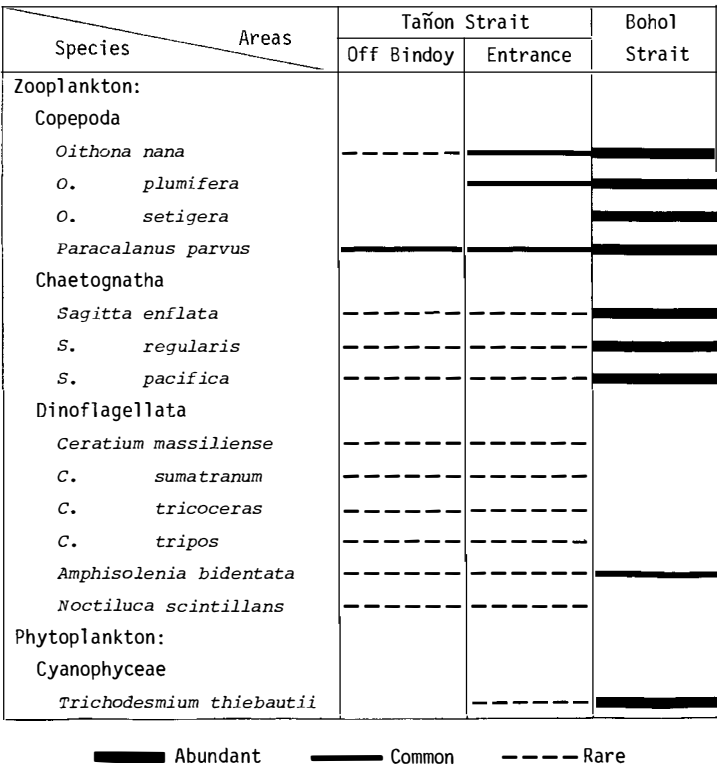 Areas
Species
Tañon Strait
Off Bindoy Entrance
Bohol
Strait
Zooplankton:
Copepoda
Oithona nana
O. plumifera
O. setigera
Paracalanus parvus
Chaetognatha
Sagitta enflata
S. regularis
S. pacifica
Dinoflagellata
Ceratium massiliense
C. sumatranum
C. tricoceras
C. tripos
Amphisolenia bidentata
Noctiluca scintillans
Phytoplankton:
Cyanophyceae
Trichodesmium thiebautii
Abundant Common Rare